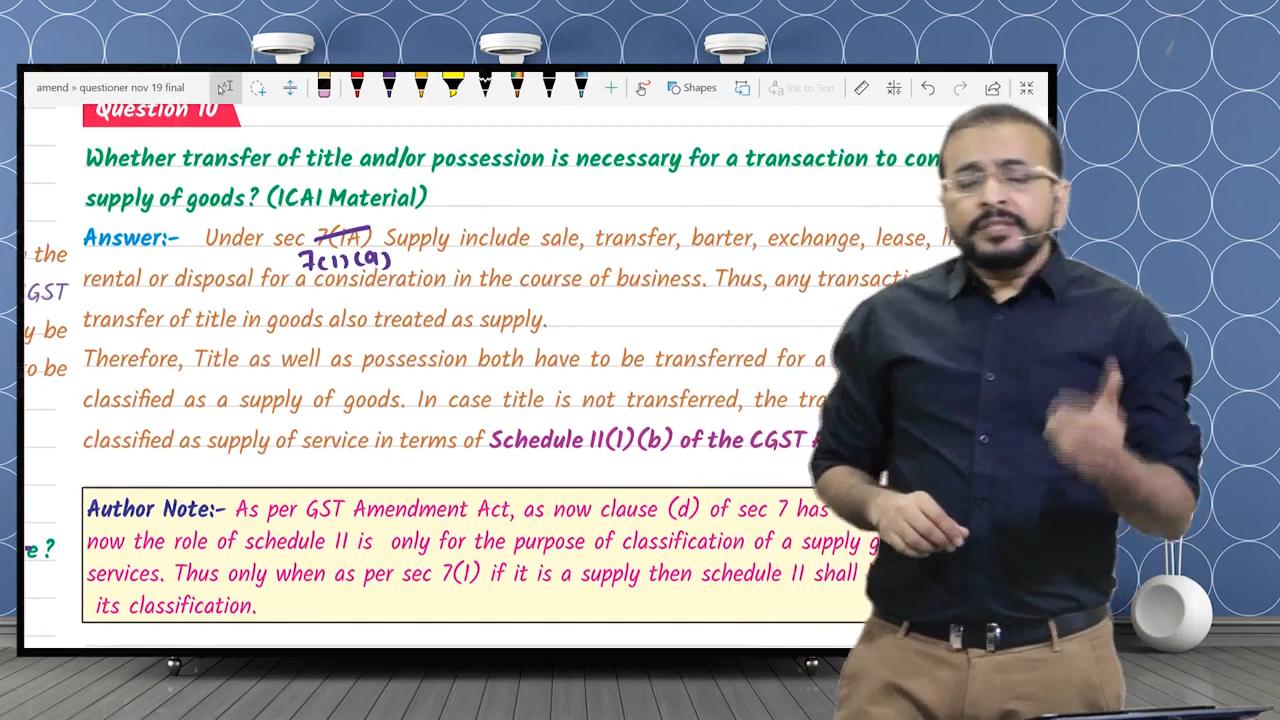 amend » questioner nov 19 final
Shapes
Ink to Text
Question 10
Whether transfer of title and/or possession is necessary for a transaction to
supply of goods? (ICAI Material)
Answer:- Under sec 7(1A) Supply include sale, transfer, barter, exchange, lease,
7(1)(a)
rental or disposal for a consideration in the course of business. Thus, any
transfer of title in goods also treated as supply.
Therefore, Title as well as possession both have to be transferred for a
classified as a supply of goods. In case title is not transferred, the
classified as supply of service in terms of Schedule II(1)(b) of the CGST
Author Note:- As per GST Amendment Act, as now clause (d) of sec 7 has
now the role of schedule II is only for the purpose of classification of a supply
services. Thus only when as per sec 7(1) if it is a supply then schedule II shall
its classification.
the
GST
be
be
e?